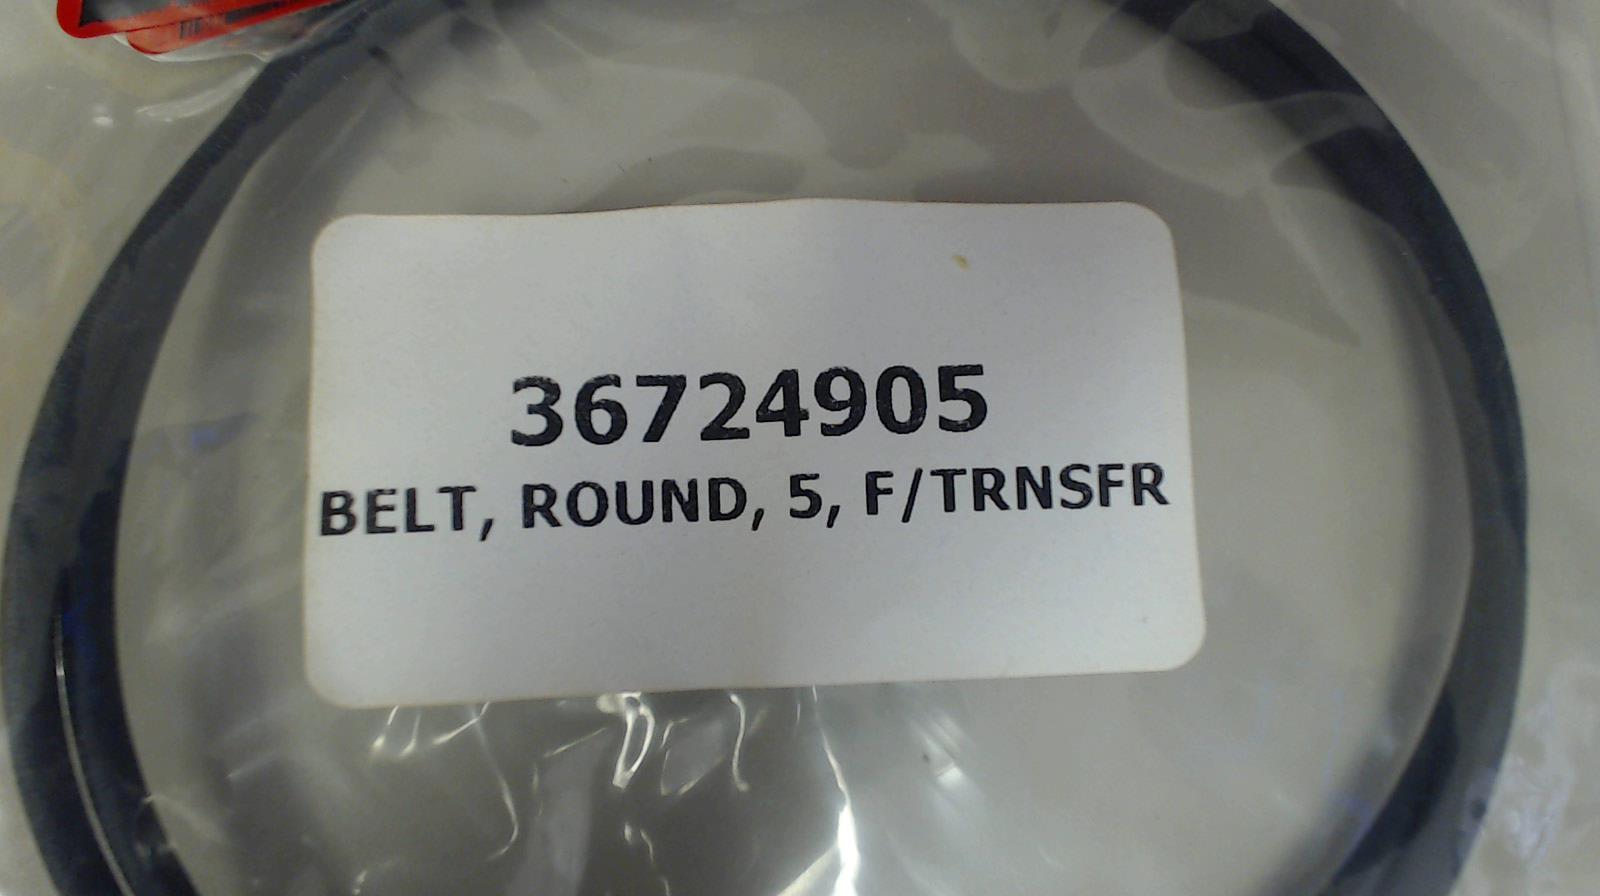 36724905
BELT, ROUND, 5, F/TRNSFR